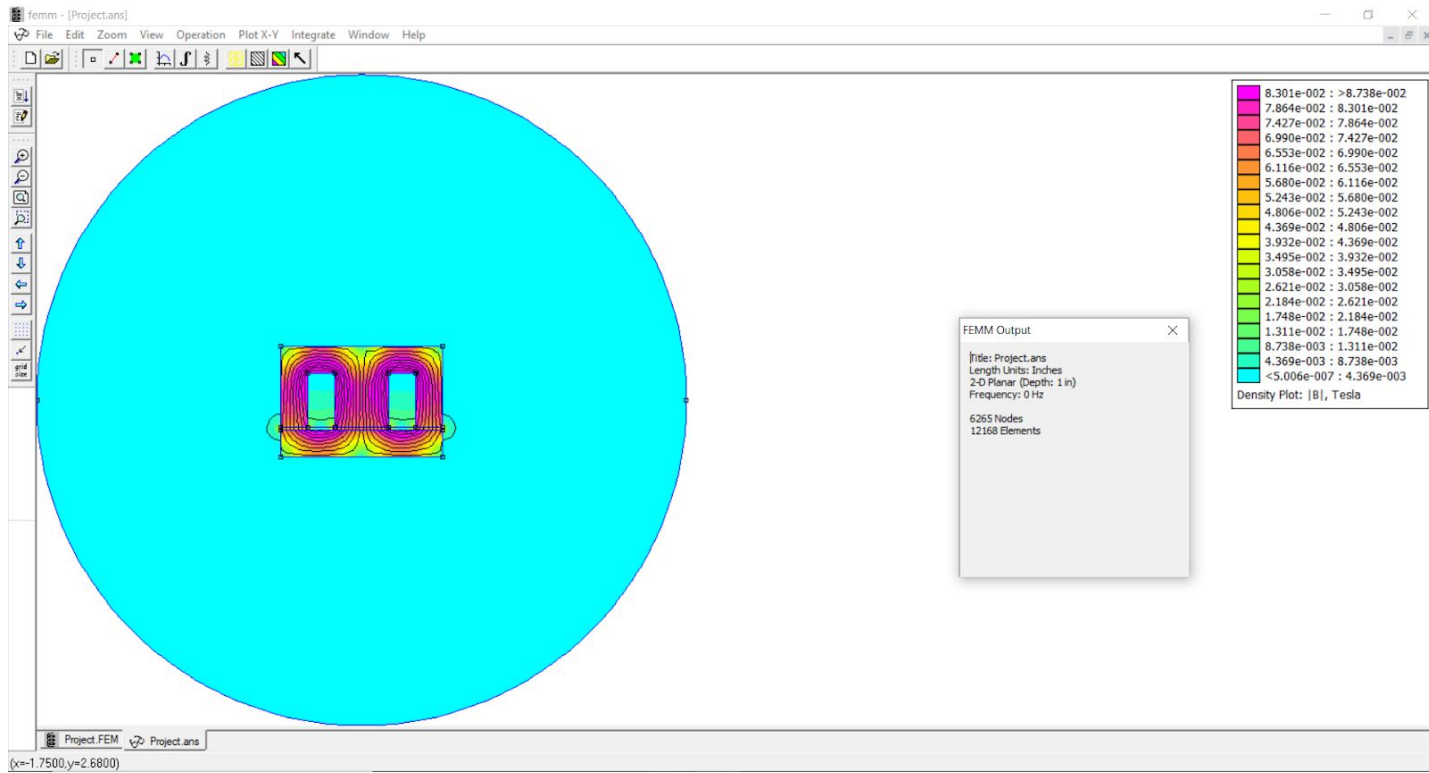 femm - [Project.ans]
File Edit Zoom View Operation Plot X-Y Integrate Window Help
8.301e-002 : >8.738e-002
7.864e-002 : 8.301e-002
7.427e-002 : 7.864e-002
6.990e-002 : 7.427e-002
6.553e-002 : 6.990e-002
6.116e-002 : 6.553e-002
5.680e-002 : 6.116e-002
5.243e-002 : 5.680e-002
4.806e-002 : 5.243e-002
4.369e-002 : 4.806e-002
3.932e-002 : 4.369e-002
3.495e-002 : 3.932e-002
3.058e-002 : 3.495e-002
2.621e-002 : 3.058e-002
2.184e-002 : 2.621e-002
1.748e-002 : 2.184e-002
1.311e-002 : 1.748e-002
8.738e-003 : 1.311e-002
4.369e-003 : 8.738e-003
<5.006e-007 : 4.369e-003
Density Plot: |B|, Tesla
FEMM Output
Title: Project.ans
Length Units: Inches
2-D Planar (Depth: 1 in)
Frequency: 0 Hz
6265 Nodes
12168 Elements
grid
size
Project.FEM Project.ans
(x=-1.7500,y=2.6800)